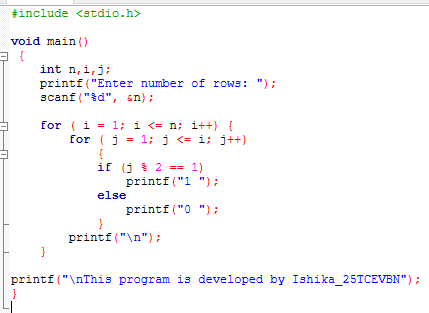 #include <stdio.h>
void main()
{
int n,i,j;
printf("Enter number of rows: ");
scanf("%d", &n);
for ( i = 1; i <= n; i++) {
for ( j = 1; j <= i; j++)
{
if (j % 2 == 1)
printf("1 ");
else
printf("0 ");
}
printf("\n");
}
printf("\nThis program is developed by Ishika_25TCEVBN");
}